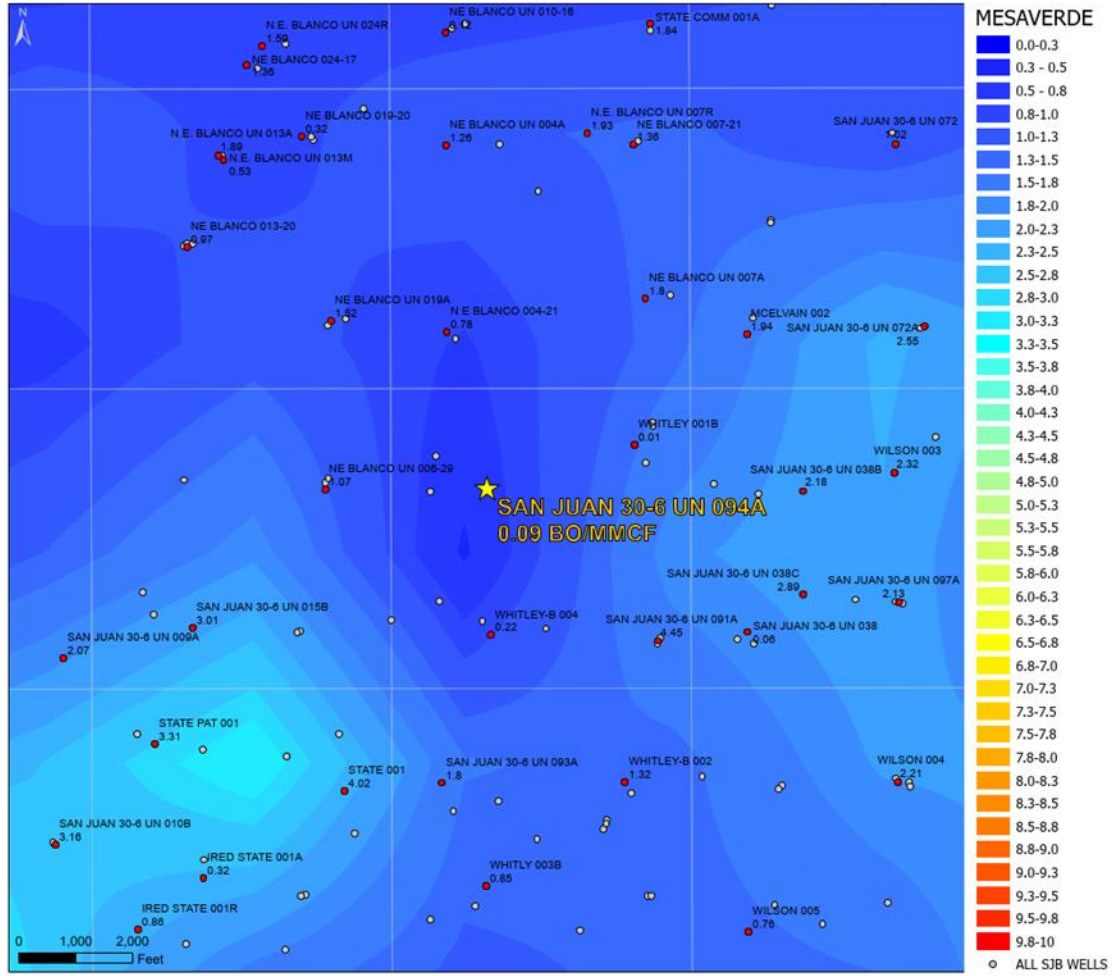 N
NE BLANCO UN 010-16
N.E. BLANCO UN 024R
1.59
STATE COMM 001A
1.84
NE BLANCO 024-17
1.36
NE BLANCO 019-20
0.32
N.E. BLANCO UN 013A
1.89
N.E. BLANCO UN 013M
0.53
NE BLANCO UN 004A
1.26
N.E. BLANCO UN 007R
1.93
NE BLANCO 007-21
1.36
SAN JUAN 30-6 UN 072
NE BLANCO 013-20
0.97
NE BLANCO UN 007A
1.8
NE BLANCO UN 019A
1.52
N E BLANCO 004-21
0.78
MCELVAIN 002
1.94
SAN JUAN 30-6 UN 072A
2.55
WHITLEY 001B
0.01
WILSON 003
2.32
SAN JUAN 30-6 UN 038B
2.18
NE BLANCO UN 006-29
1.07
SAN JUAN 30-6 UN 094A
0.09 BO/MMCF
SAN JUAN 30-6 UN 038C
2.89
SAN JUAN 30-6 UN 097A
2.13
SAN JUAN 30-6 UN 015B
3.01
WHITLEY-B 004
0.22
SAN JUAN 30-6 UN 091A
SAN JUAN 30-6 UN 038
0.06
SAN JUAN 30-6 UN 009A
2.07
STATE PAT 001
3.31
STATE 001
4.02
SAN JUAN 30-6 UN 093A
1.8
WHITLEY-B 002
1.32
WILSON 004
2.21
SAN JUAN 30-6 UN 010B
3.16
IRED STATE 001A
0.32
WHITLY 003B
0.85
IRED STATE 001R
0.86
WILSON 005
0.76
0 1,000 2,000
Feet
MESAVERDE
0.0-0.3
0.3 - 0.5
0.5 - 0.8
0.8-1.0
1.0-1.3
1.3-1.5
1.5-1.8
1.8-2.0
2.0-2.3
2.3-2.5
2.5-2.8
2.8-3.0
3.0-3.3
3.3-3.5
3.5-3.8
3.8-4.0
4.0-4.3
4.3-4.5
4.5-4.8
4.8-5.0
5.0-5.3
5.3-5.5
5.5-5.8
5.8-6.0
6.0-6.3
6.3-6.5
6.5-6.8
6.8-7.0
7.0-7.3
7.3-7.5
7.5-7.8
7.8-8.0
8.0-8.3
8.3-8.5
8.5-8.8
8.8-9.0
9.0-9.3
9.3-9.5
9.5-9.8
9.8-10
ALL SJB WELLS